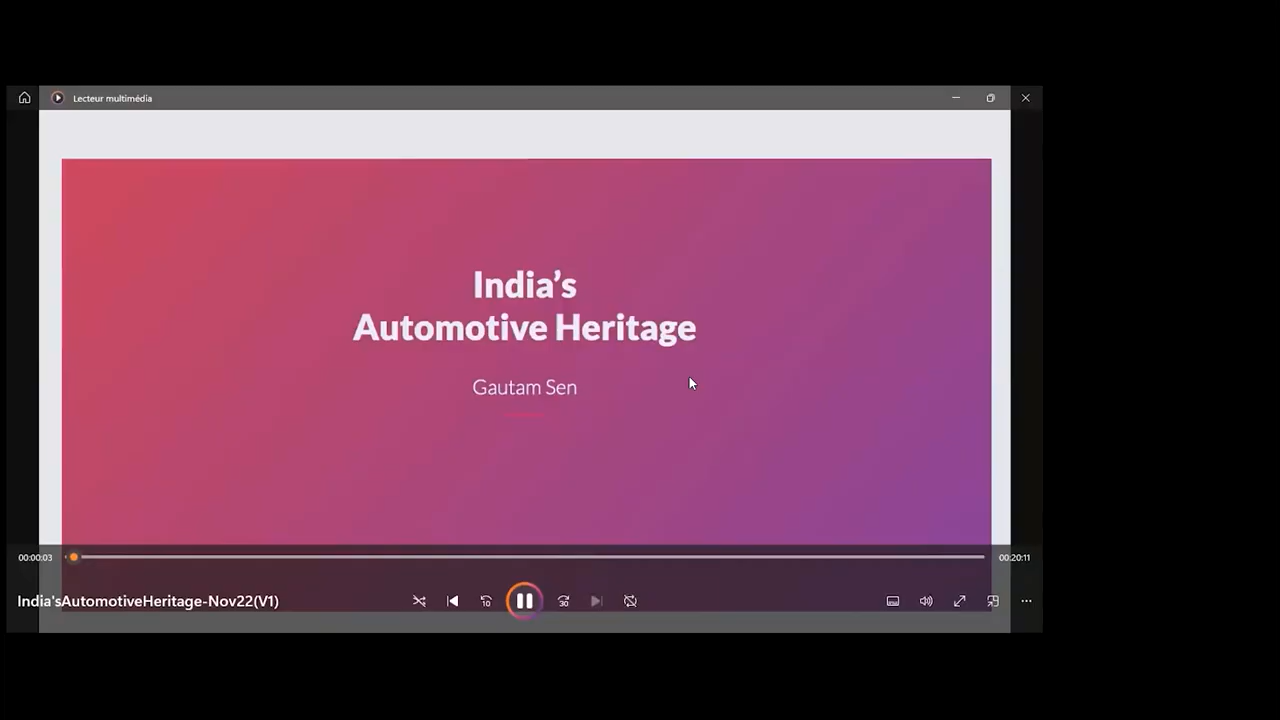 Lecteur multimédia
India’s
Automotive Heritage
Gautam Sen
00:00:03
00:20:11
India'sAutomotiveHeritage-Nov22(V1)
10
30